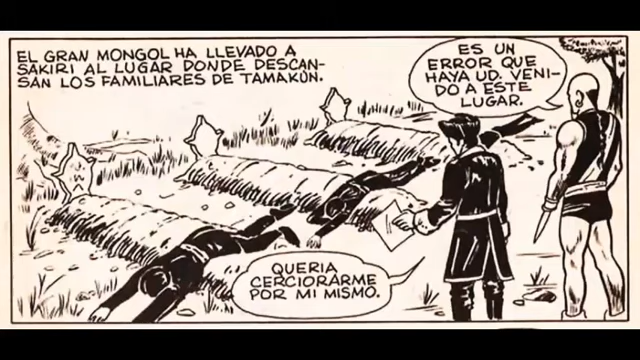 EL GRAN MONGOL HA LLEVADO A
SAKIRI AL LUGAR DONDE DESCAN-
SAN LOS FAMILIARES DE TAMAKÚN.
ES UN
ERROR QUE
HAYA UD. VENI-
DO A ESTE
LUGAR.
QUERIA
CERCIORARME
POR MI MISMO.